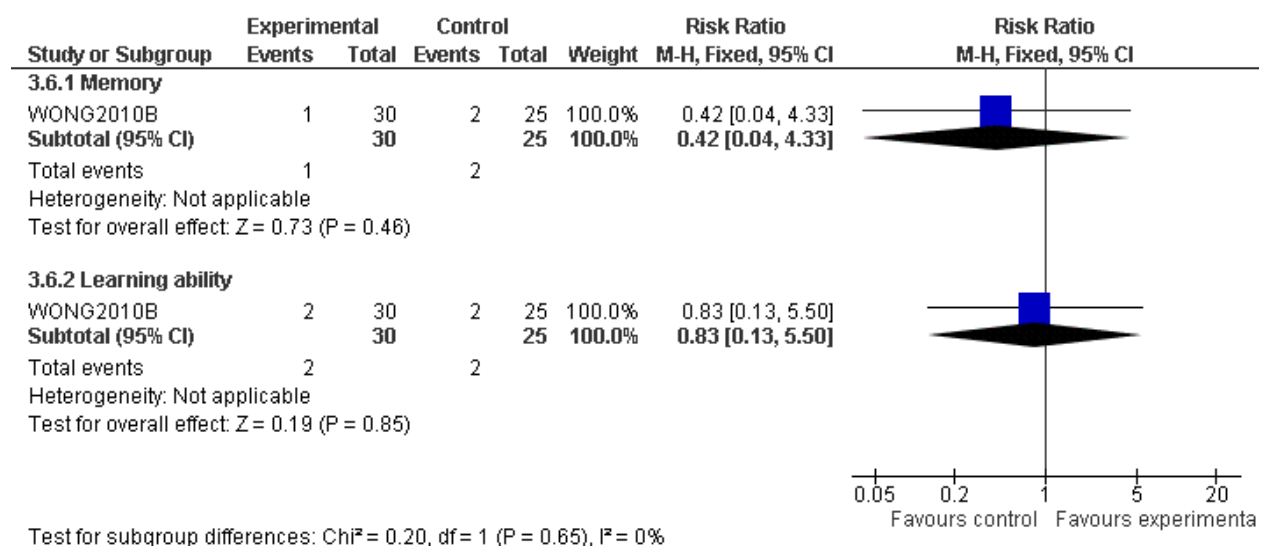 Experimental Control Risk Ratio Risk Ratio
Study or Subgroup Events Total Events Total Weight M-H, Fixed, 95% CI M-H, Fixed, 95% CI
3.6.1 Memory
WONG2010B 1 30 2 25 100.0% 0.42 [0.04, 4.33]
Subtotal (95% CI) 30 25 100.0% 0.42 [0.04, 4.33]
Total events 1 2
Heterogeneity: Not applicable
Test for overall effect: Z = 0.73 (P = 0.46)
3.6.2 Learning ability
WONG2010B 2 30 2 25 100.0% 0.83 [0.13, 5.50]
Subtotal (95% CI) 30 25 100.0% 0.83 [0.13, 5.50]
Total events 2 2
Heterogeneity: Not applicable
Test for overall effect: Z = 0.19 (P = 0.85)
0.05 0.2 1 5 20
Favours control Favours experimenta
Test for subgroup differences: Chi² = 0.20, df = 1 (P = 0.65), I² = 0%